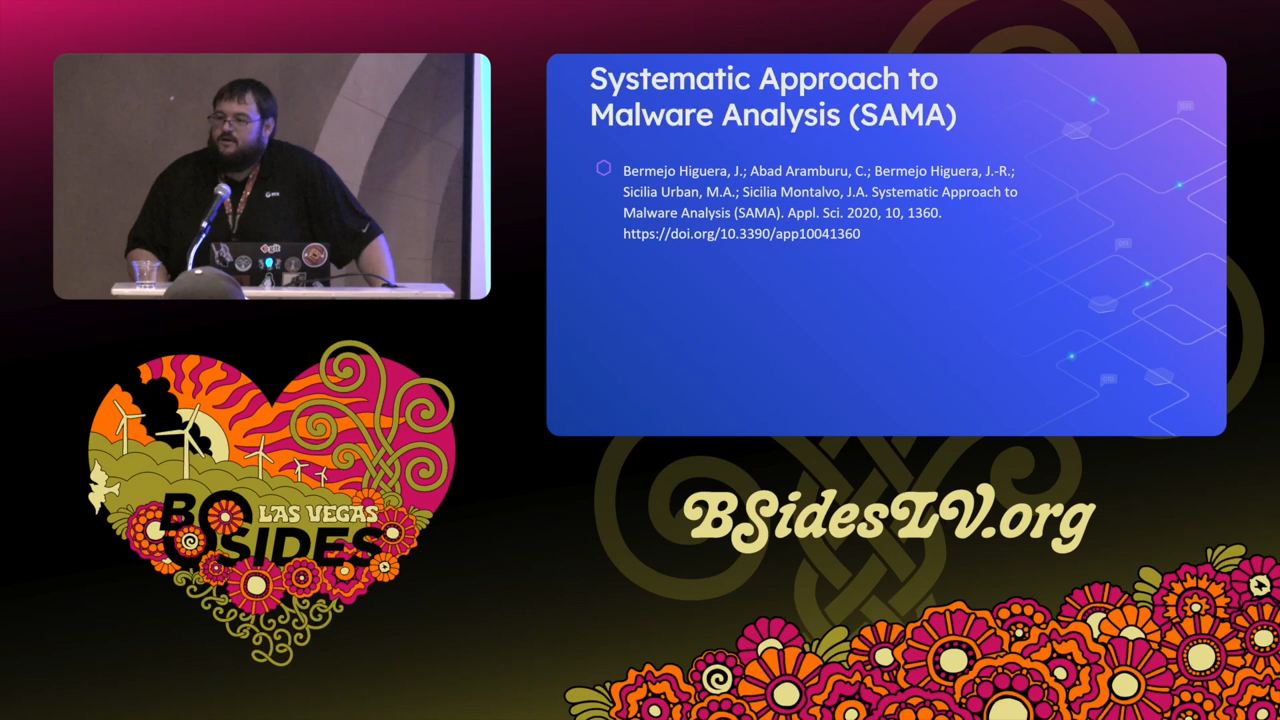 Systematic Approach to
Malware Analysis (SAMA)
Bermejo Higuera, J.; Abad Aramburu, C.; Bermejo Higuera, J.-R.;
Sicilia Urban, M.A.; Sicilia Montalvo, J.A. Systematic Approach to
Malware Analysis (SAMA). Appl. Sci. 2020, 10, 1360.
https://doi.org/10.3390/app10041360
git
LAS VEGAS
BSIDES
BSidesLV.org